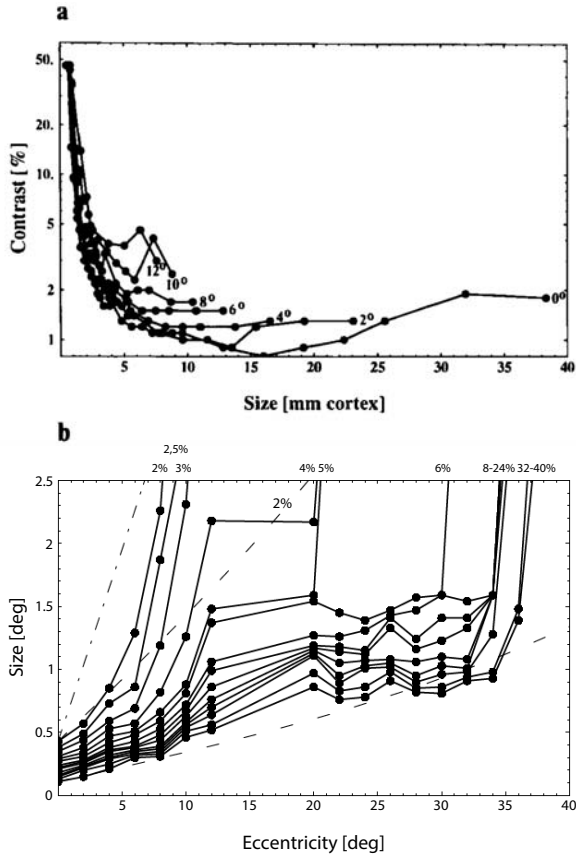 a
50.
20.
10.
5
2
1
Contrast [%]
12° 10° 8° 6° 4° 2° 0°
5 10 15 20 25 30 35 40
Size [mm cortex]
b
2,5%
2% 3% 4% 5% 6% 8-24% 32-40%
2.5
2%
2
1.5
1
0.5
0
Size [deg]
5 10 15 20 25 30 35 40
Eccentricity [deg]